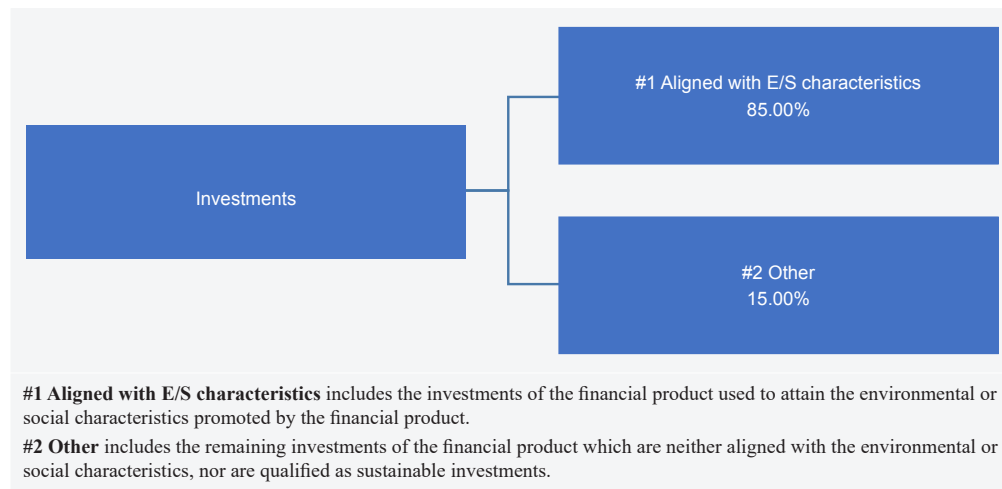 #1 Aligned with E/S characteristics
85.00%
Investments
#2 Other
15.00%
#1 Aligned with E/S characteristics includes the investments of the financial product used to attain the environmental or
social characteristics promoted by the financial product.
#2 Other includes the remaining investments of the financial product which are neither aligned with the environmental or
social characteristics, nor are qualified as sustainable investments.